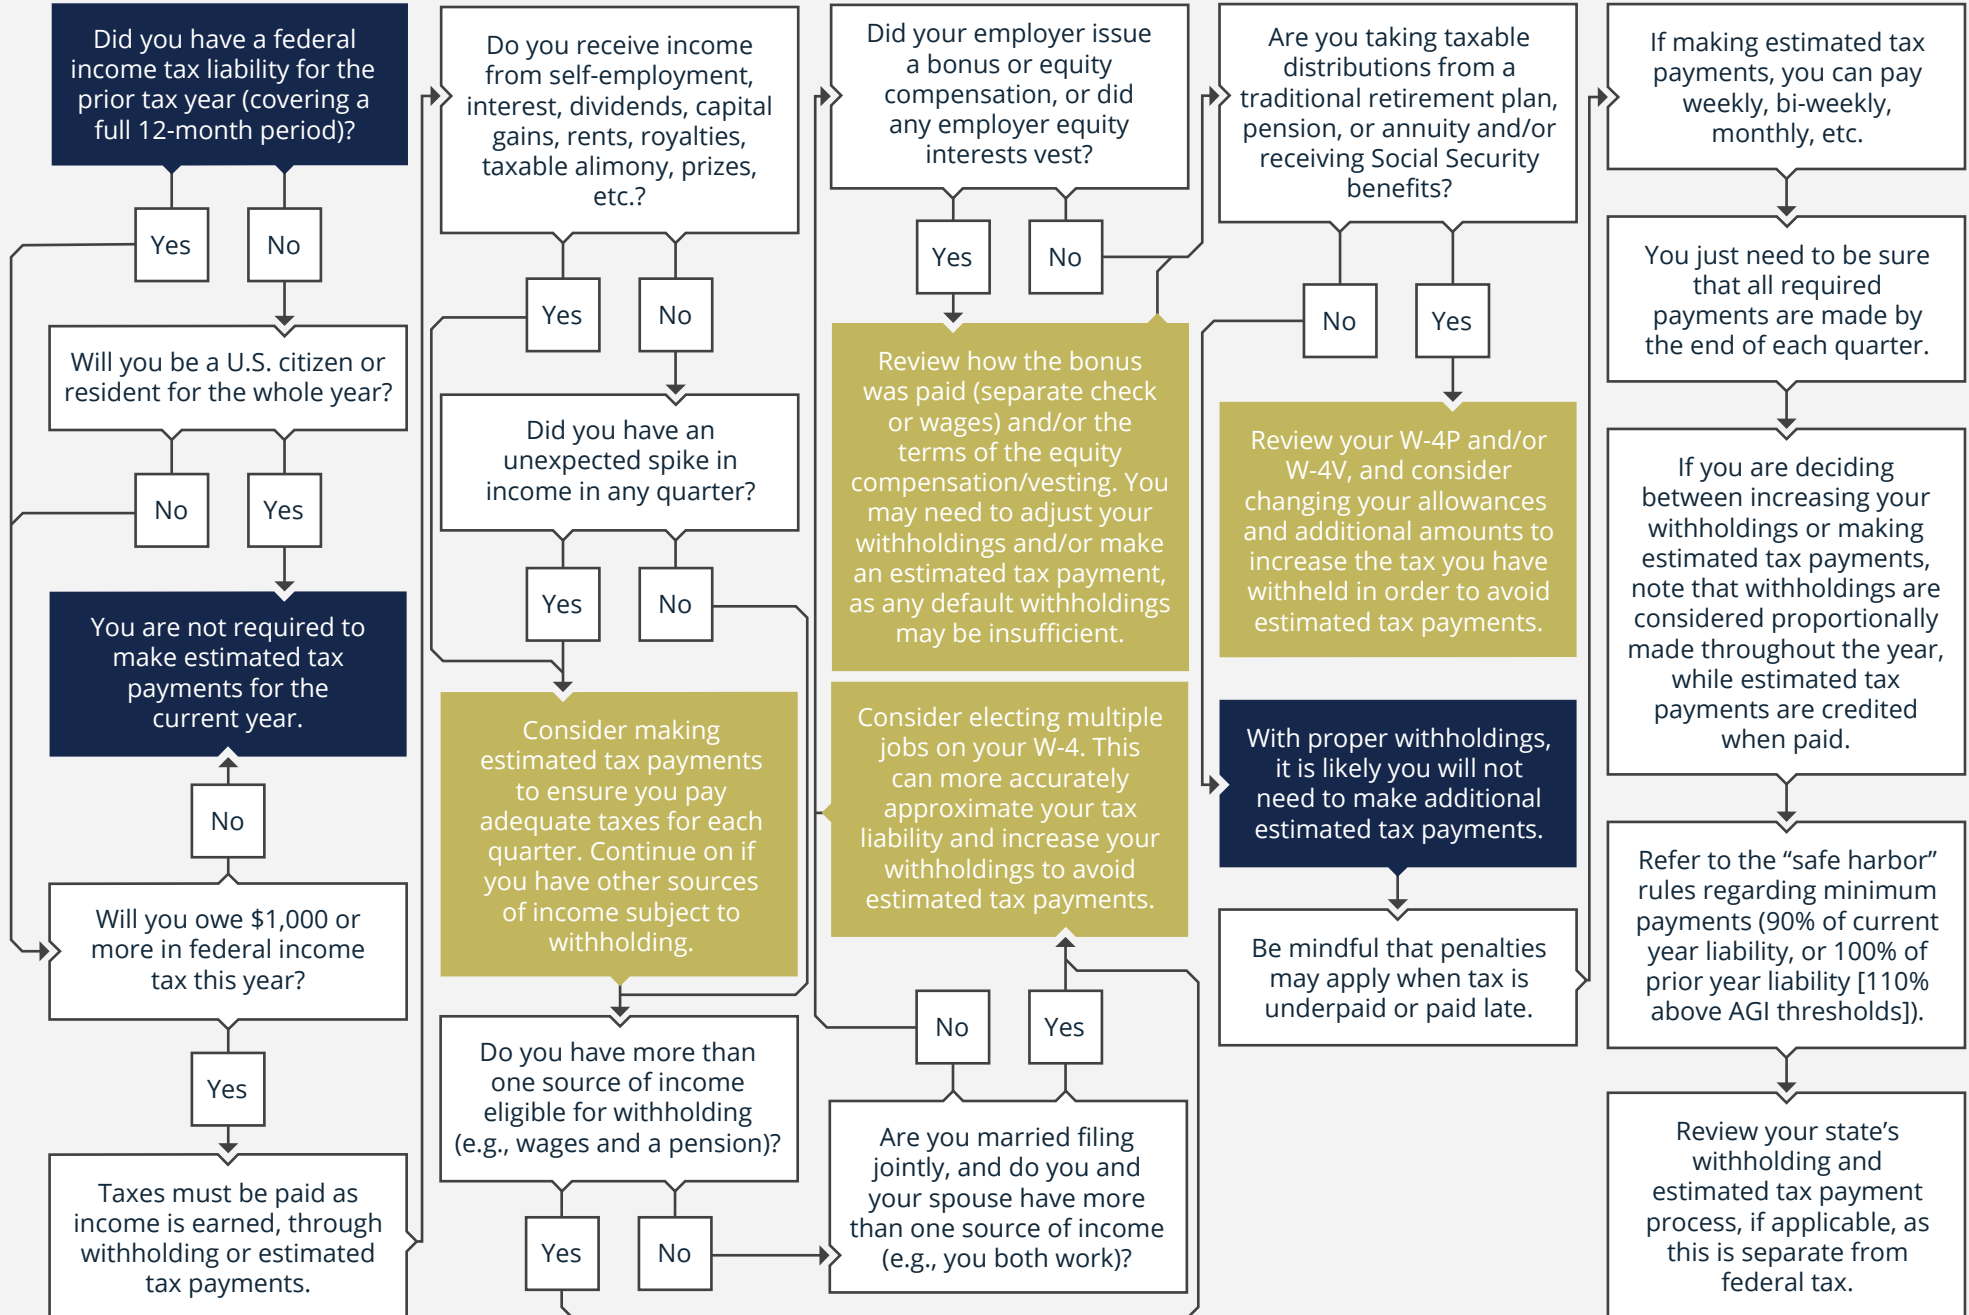 Did you have a federal
income tax liability for the
prior tax year (covering a
full 12-month period)?
Yes
No
Will you be a U.S. citizen or
resident for the whole year?
No
Yes
You are not required to
make estimated tax
payments for the
current year.
No
Will you owe $1,000 or
more in federal income
tax this year?
Yes
Taxes must be paid as
income is earned, through
withholding or estimated
tax payments.
Do you receive income
from self-employment,
interest, dividends, capital
gains, rents, royalties,
taxable alimony, prizes,
etc.?
Yes
No
Did you have an
unexpected spike in
income in any quarter?
Yes
No
Consider making
estimated tax payments
to ensure you pay
adequate taxes for each
quarter. Continue on if
you have other sources
of income subject to
withholding.
Do you have more than
one source of income
eligible for withholding
(e.g., wages and a pension)?
Yes
No
Did your employer issue
a bonus or equity
compensation, or did
any employer equity
interests vest?
Yes
No
Review how the bonus
was paid (separate check
or wages) and/or the
terms of the equity
compensation/vesting. You
may need to adjust your
withholdings and/or make
an estimated tax payment,
as any default withholdings
may be insufficient.
Consider electing multiple
jobs on your W-4. This
can more accurately
approximate your tax
liability and increase your
withholdings to avoid
estimated tax payments.
No
Yes
Are you married filing
jointly, and do you and
your spouse have more
than one source of income
(e.g., you both work)?
Are you taking taxable
distributions from a
traditional retirement plan,
pension, or annuity and/or
receiving Social Security
benefits?
No
Yes
Review your W-4P and/or
W-4V, and consider
changing your allowances
and additional amounts to
increase the tax you have
withheld in order to avoid
estimated tax payments.
With proper withholdings,
it is likely you will not
need to make additional
estimated tax payments.
Be mindful that penalties
may apply when tax is
underpaid or paid late.
If making estimated tax
payments, you can pay
weekly, bi-weekly,
monthly, etc.
You just need to be sure
that all required
payments are made by
the end of each quarter.
If you are deciding
between increasing your
withholdings or making
estimated tax payments,
note that withholdings are
considered proportionally
made throughout the year,
while estimated tax
payments are credited
when paid.
Refer to the “safe harbor”
rules regarding minimum
payments (90% of current
year liability, or 100% of
prior year liability [110%
above AGI thresholds]).
Review your state’s
withholding and
estimated tax payment
process, if applicable, as
this is separate from
federal tax.